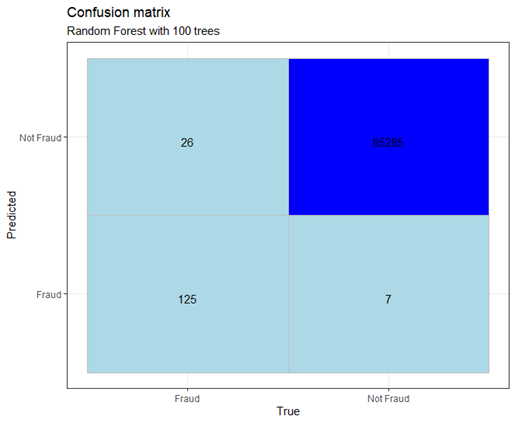 Confusion matrix
Random Forest with 100 trees
Predicted
Not Fraud
26
85285
Fraud
125
7
Fraud
Not Fraud
True